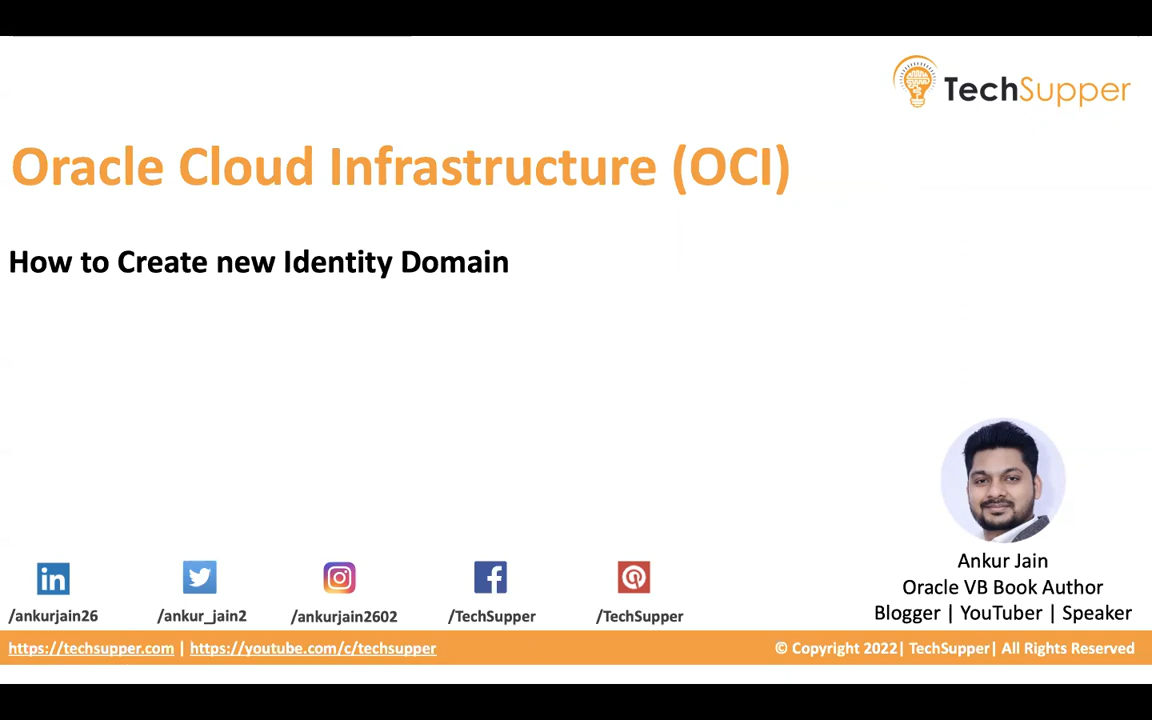 TechSupper
Oracle Cloud Infrastructure (OCI)
How to Create new Identity Domain
Ankur Jain
Oracle VB Book Author
Blogger | YouTuber | Speaker
in
/ankurjain26
/ankur_jain2
/ankurjain2602
/TechSupper
/TechSupper
https://techsupper.com | https://youtube.com/c/techsupper
© Copyright 2022| TechSupper| All Rights Reserved